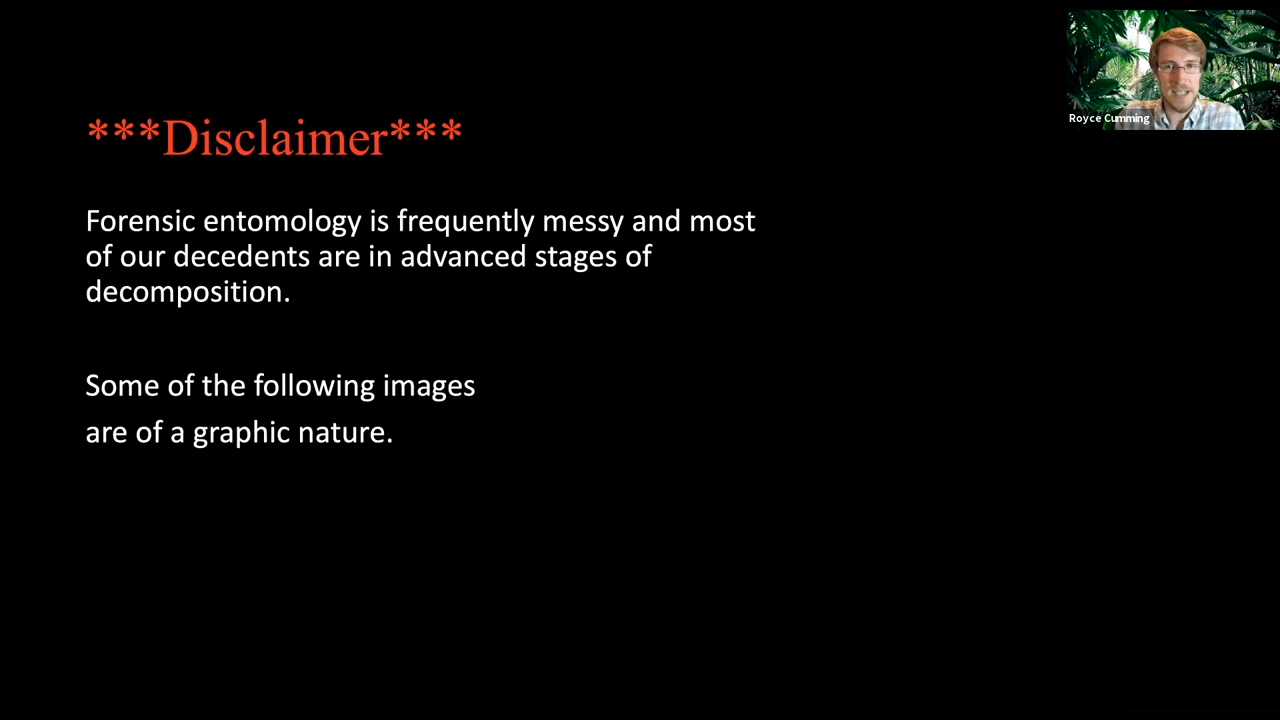 ***Disclaimer***
Forensic entomology is frequently messy and most
of our decedents are in advanced stages of
decomposition.
Some of the following images
are of a graphic nature.
Royce Cumming